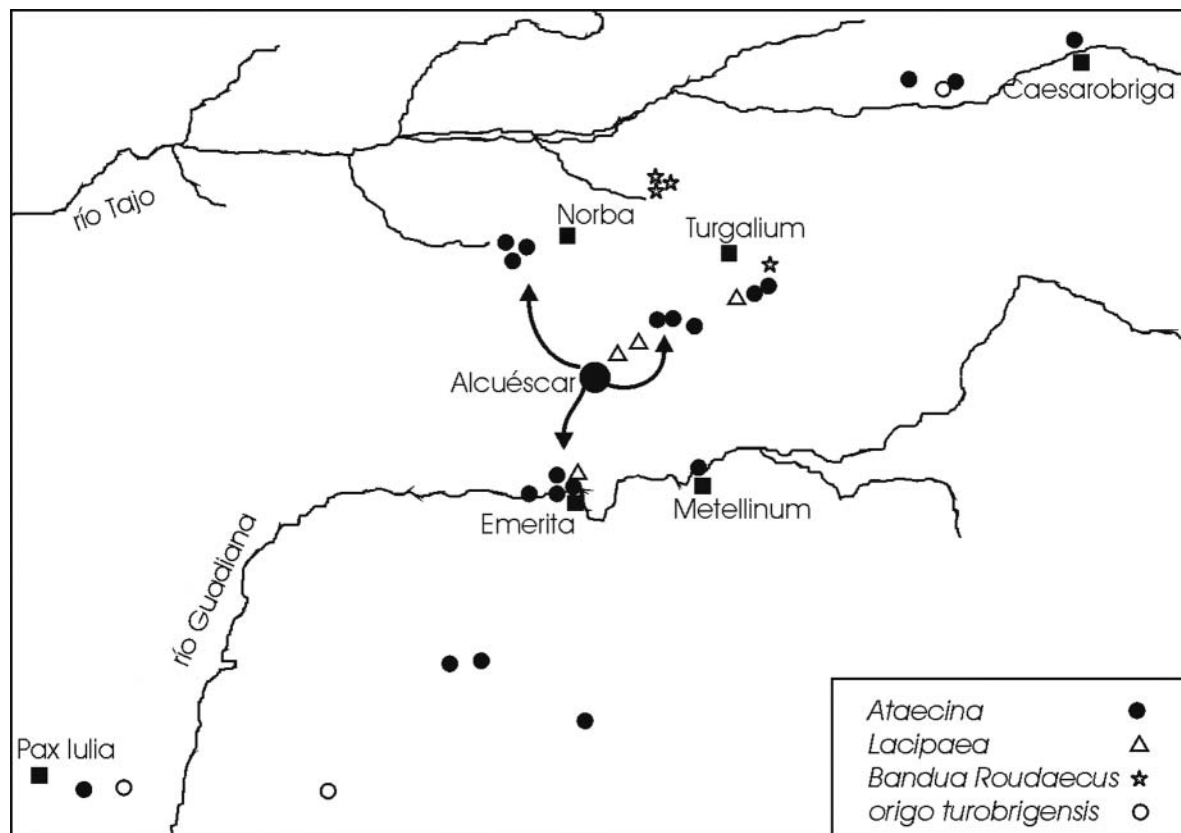 Caesarobriga
río Tajo
Norba
Turgalium
Alcuéscar
Emerita
Metellinum
río Guadiana
Pax Iulia
Ataecina
Lacipaea
Bandua Roudaecus
origo turobrigensis